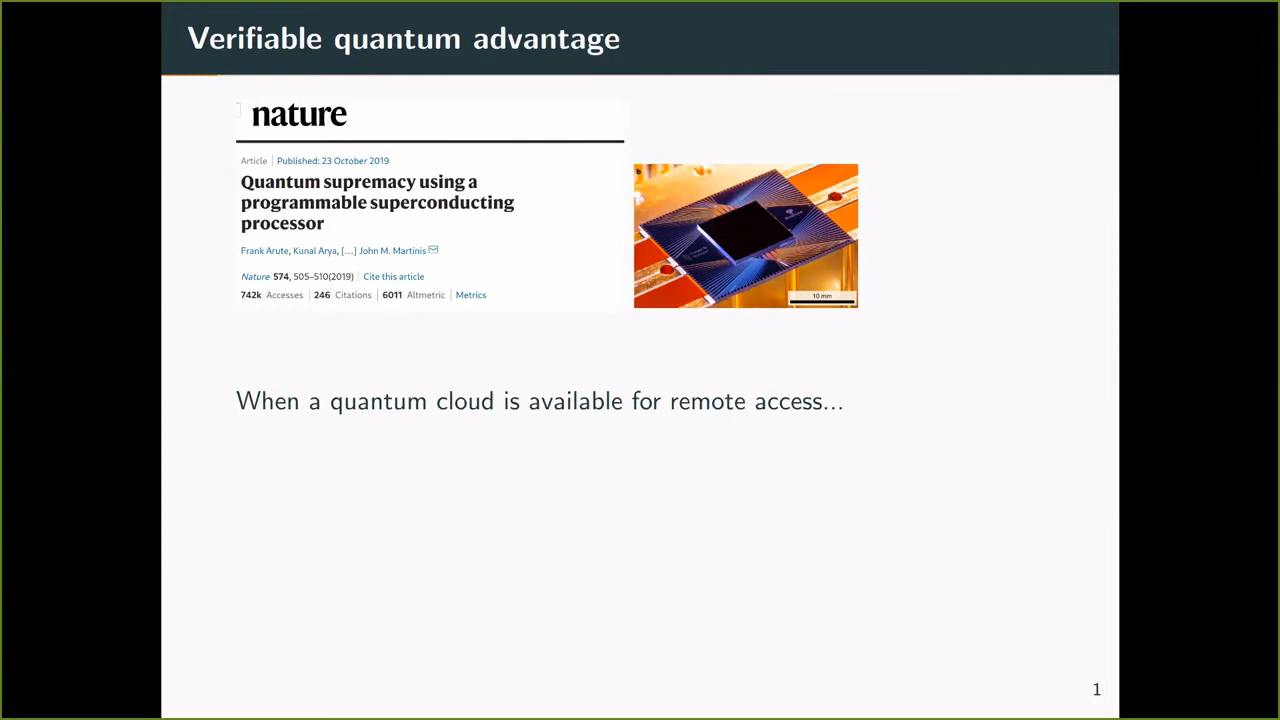 Verifiable quantum advantage
nature
Article | Published: 23 October 2019
Quantum supremacy using a
programmable superconducting
processor
Frank Arute, Kunal Arya, […] John M. Martinis
Nature 574, 505–510(2019) | Cite this article
742k Accesses | 246 Citations | 6011 Altmetric | Metrics
b
10 mm
When a quantum cloud is available for remote access...
1